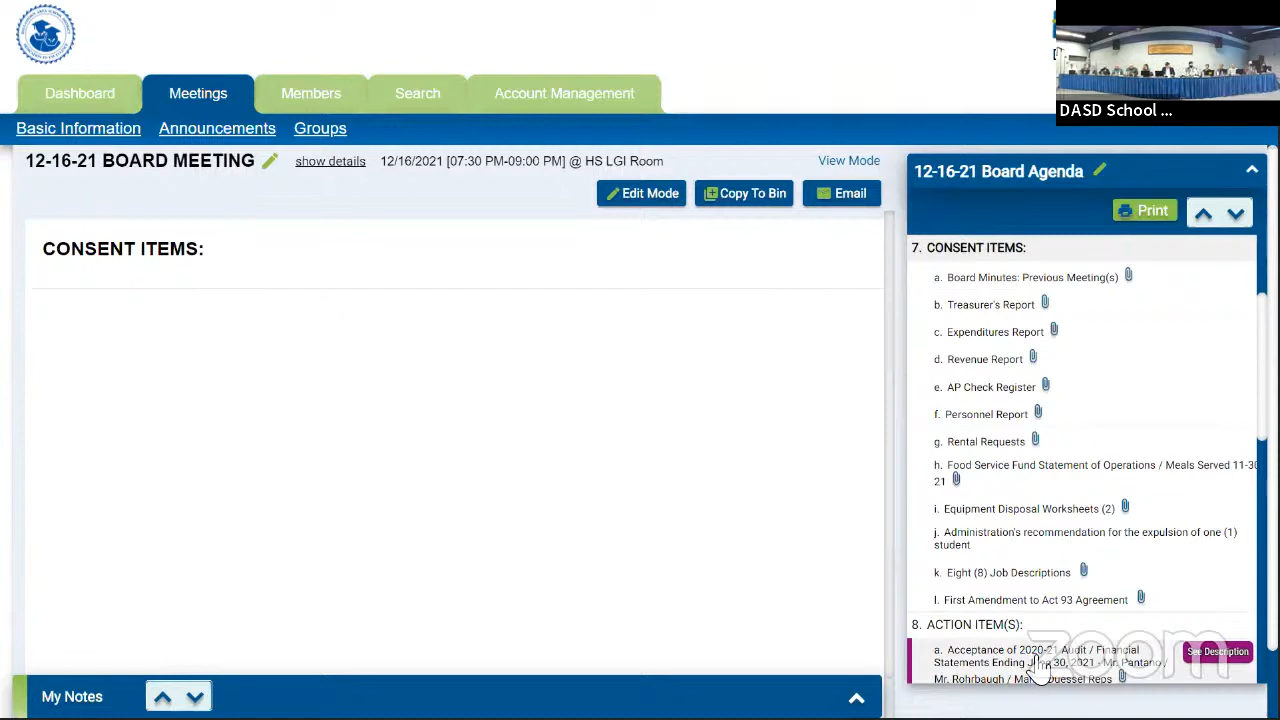 Dashboard
Meetings
Members
Search
Account Management
DASD School ...
Basic Information
Announcements
Groups
12-16-21 BOARD MEETING
show details
12/16/2021 [07:30 PM-09:00 PM] @ HS LGI Room
View Mode
Edit Mode
Copy To Bin
Email
CONSENT ITEMS:
12-16-21 Board Agenda
Print
7. CONSENT ITEMS:
a. Board Minutes: Previous Meeting(s)
b. Treasurer's Report
c. Expenditures Report
d. Revenue Report
e. AP Check Register
f. Personnel Report
g. Rental Requests
h. Food Service Fund Statement of Operations / Meals Served 11-30
21
i. Equipment Disposal Worksheets (2)
j. Administration's recommendation for the expulsion of one (1)
student
k. Eight (8) Job Descriptions
l. First Amendment to Act 93 Agreement
8. ACTION ITEM(S):
a. Acceptance of 2020-21 Audit / Financial
Statements Ending 30, 2021 - Mr. Pantano /
Mr. Rohrbaugh / Duessel Reps
See Description
zoom
My Notes